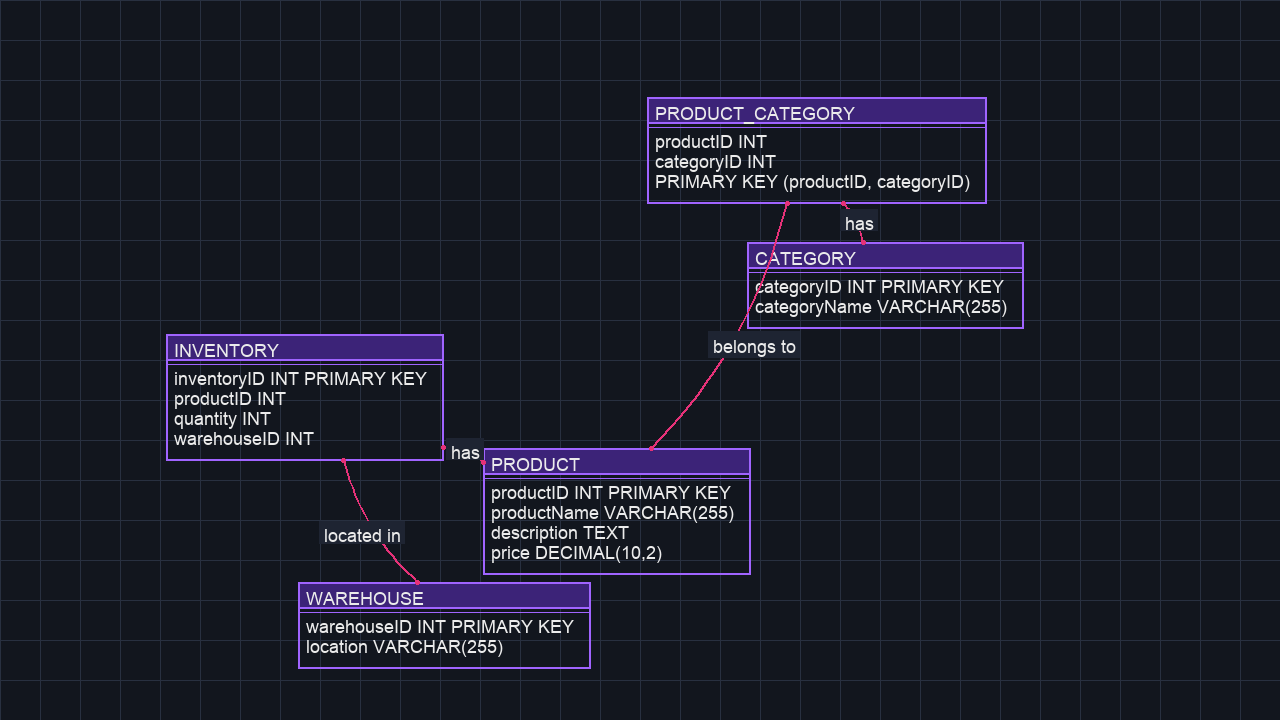 PRODUCT_CATEGORY
productID INT
categoryID INT
PRIMARY KEY (productID, categoryID)
has
CATEGORY
categoryID INT PRIMARY KEY
categoryName VARCHAR(255)
belongs to
INVENTORY
inventoryID INT PRIMARY KEY
productID INT
quantity INT
warehouseID INT
has
PRODUCT
productID INT PRIMARY KEY
productName VARCHAR(255)
description TEXT
price DECIMAL(10,2)
located in
WAREHOUSE
warehouseID INT PRIMARY KEY
location VARCHAR(255)